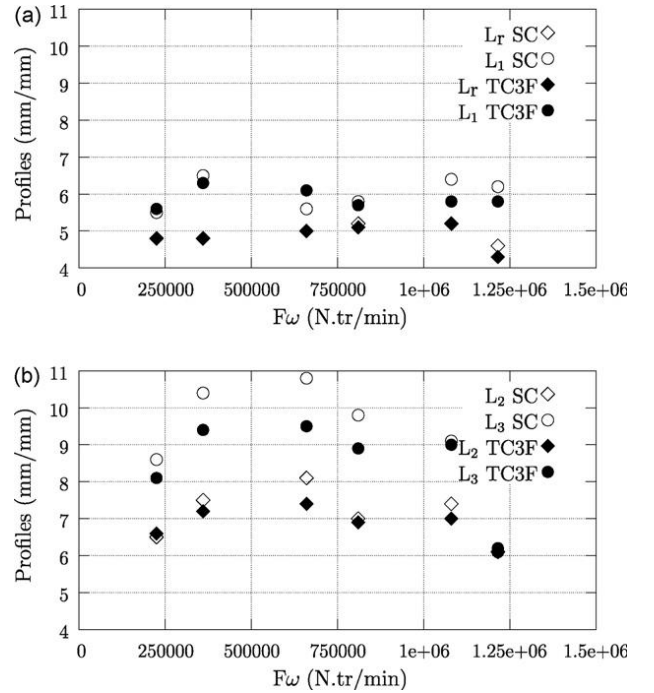 (a)
11
10
9
8
7
6
5
4
Profiles (mm/mm)
Lr SC
L1 SC
Lr TC3F
L1 TC3F
0 250000 500000 750000 1e+06 1.25e+06 1.5e+06
Fω (N.tr/min)
(b)
11
10
9
8
7
6
5
4
Profiles (mm/mm)
L2 SC
L3 SC
L2 TC3F
L3 TC3F
0 250000 500000 750000 1e+06 1.25e+06 1.5e+06
Fω (N.tr/min)